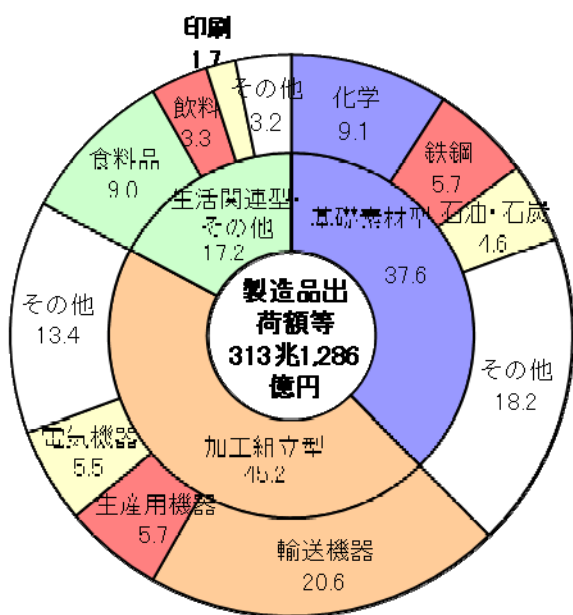 印刷
1.7
その他
3.2
化学
9.1
飲料
3.3
鉄鋼
5.7
食料品
9.0
石油・石炭
4.6
生活関連型・
その他
17.2
基礎素材型
37.6
製造品出
荷額等
313兆1,286
億円
その他
13.4
その他
18.2
電気機器
5.5
加工組立型
45.2
生産用機器
5.7
輸送機器
20.6